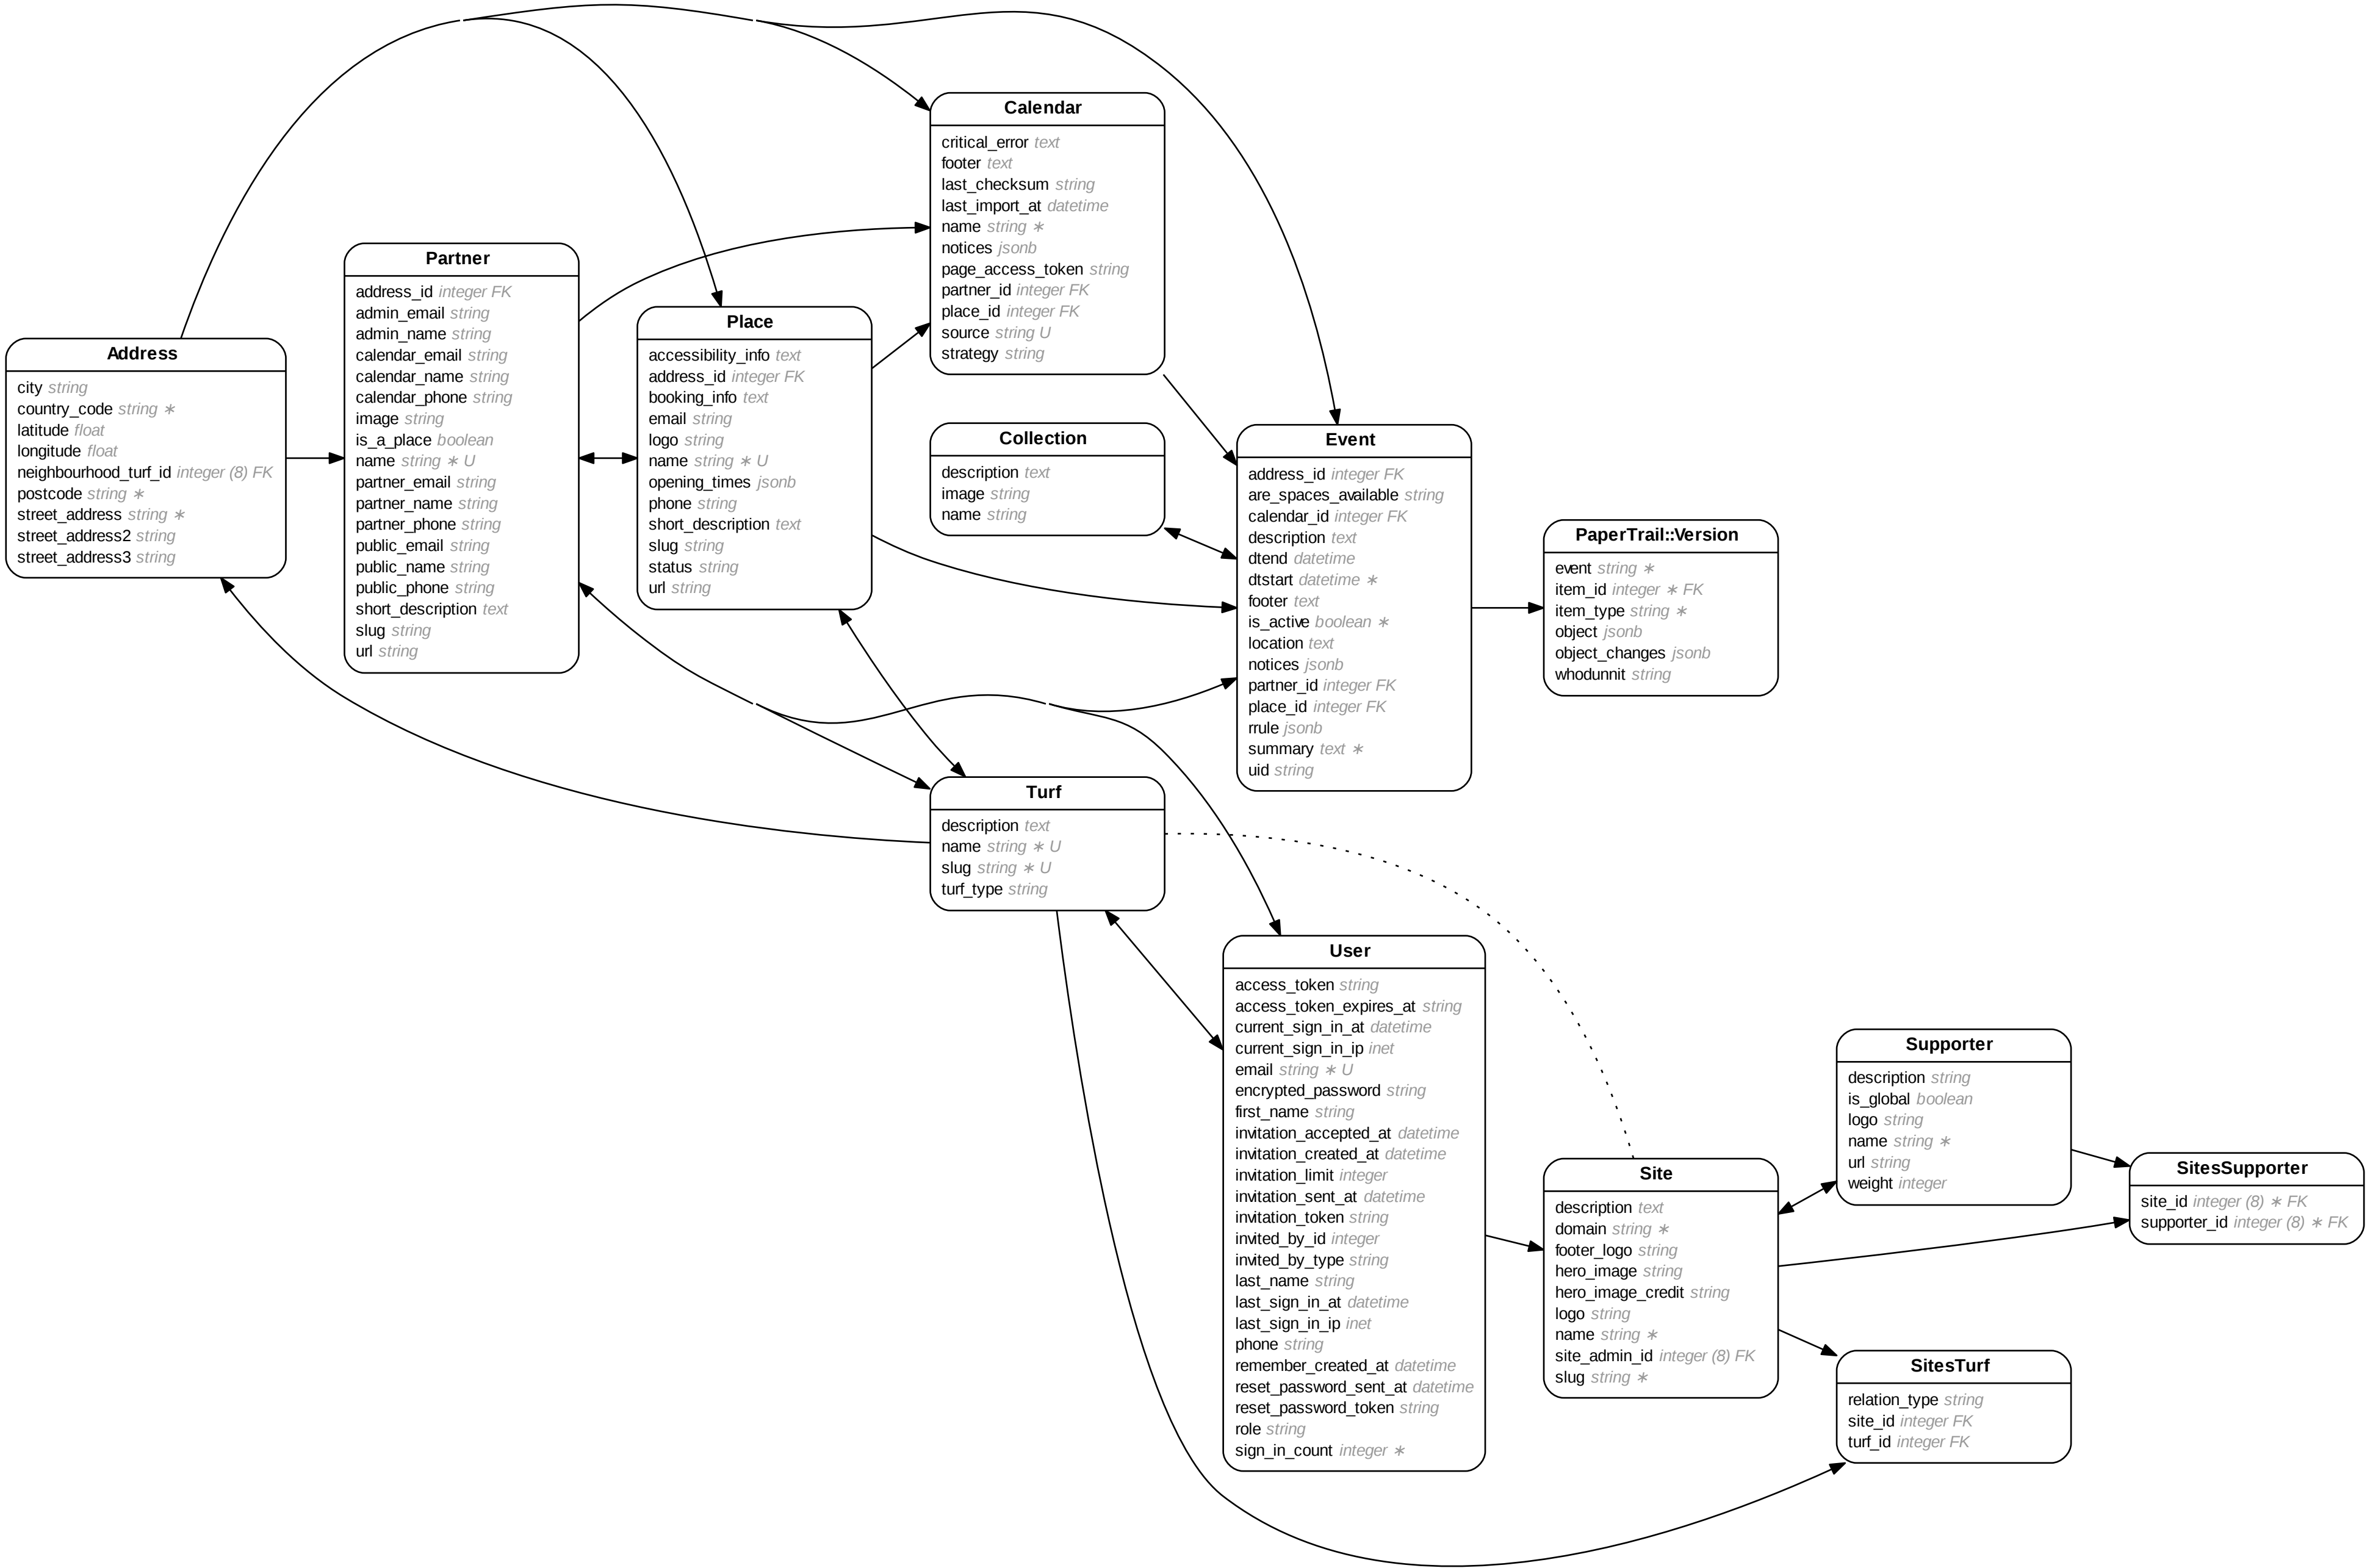 Calendar
critical_error text
footer text
last_checksum string
last_import_at datetime
name string ∗
notices jsonb
page_access_token string
partner_id integer FK
place_id integer FK
source string U
strategy string
Partner
address_id integer FK
admin_email string
admin_name string
calendar_email string
calendar_name string
calendar_phone string
image string
is_a_place boolean
name string ∗ U
partner_email string
partner_name string
partner_phone string
public_email string
public_name string
public_phone string
short_description text
slug string
url string
Place
accessibility_info text
address_id integer FK
booking_info text
email string
logo string
name string ∗ U
opening_times jsonb
phone string
short_description text
slug string
status string
url string
Address
city string
country_code string ∗
latitude float
longitude float
neighbourhood_turf_id integer (8) FK
postcode string ∗
street_address string ∗
street_address2 string
street_address3 string
Collection
description text
image string
name string
Event
address_id integer FK
are_spaces_available string
calendar_id integer FK
description text
dtend datetime
dtstart datetime ∗
footer text
is_active boolean ∗
location text
notices jsonb
partner_id integer FK
place_id integer FK
rrule jsonb
summary text ∗
uid string
PaperTrail::Version
event string ∗
item_id integer ∗ FK
item_type string ∗
object jsonb
object_changes jsonb
whodunnit string
Turf
description text
name string ∗ U
slug string ∗ U
turf_type string
User
access_token string
access_token_expires_at string
current_sign_in_at datetime
current_sign_in_ip inet
email string ∗ U
encrypted_password string
first_name string
invitation_accepted_at datetime
invitation_created_at datetime
invitation_limit integer
invitation_sent_at datetime
invitation_token string
invited_by_id integer
invited_by_type string
last_name string
last_sign_in_at datetime
last_sign_in_ip inet
phone string
remember_created_at datetime
reset_password_sent_at datetime
reset_password_token string
role string
sign_in_count integer ∗
Site
description text
domain string ∗
footer_logo string
hero_image string
hero_image_credit string
logo string
name string ∗
site_admin_id integer (8) FK
slug string ∗
Supporter
description string
is_global boolean
logo string
name string ∗
url string
weight integer
SitesSupporter
site_id integer (8) ∗ FK
supporter_id integer (8) ∗ FK
SitesTurf
relation_type string
site_id integer FK
turf_id integer FK